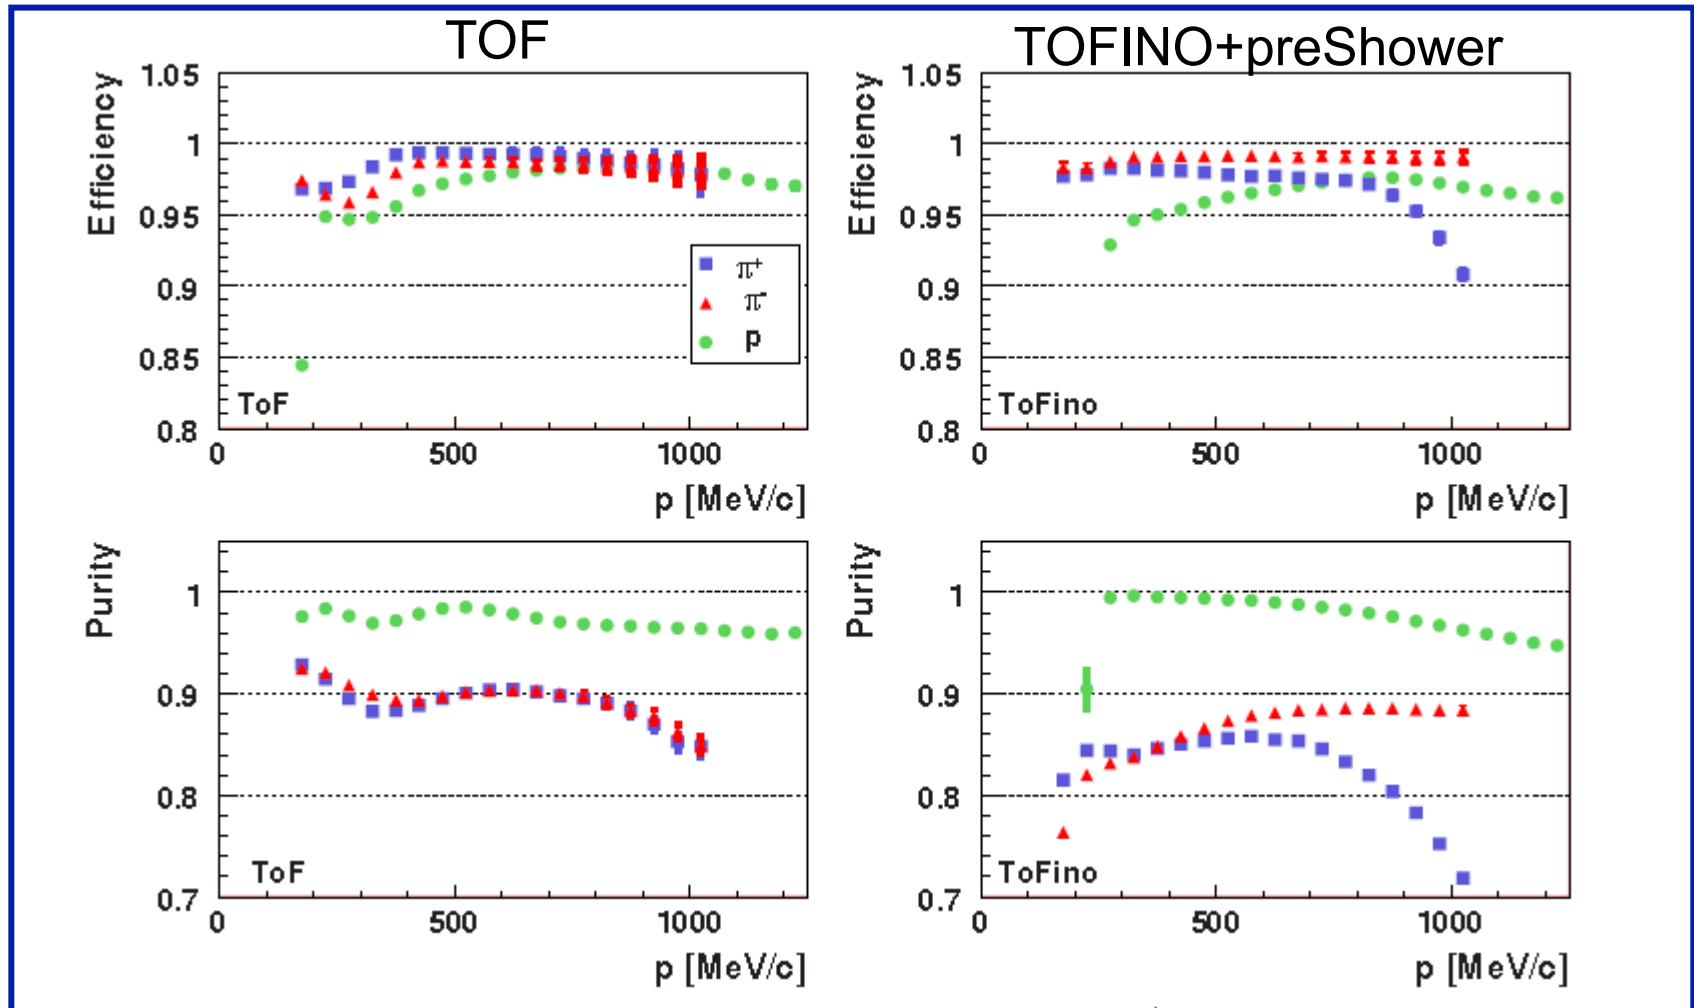 TOF
TOFINO+preShower
Efficiency
1.05
1
0.95
0.9
0.85
0.8
π⁺
π⁻
p
ToF
0
500
1000
p [MeV/c]
Efficiency
1.05
1
0.95
0.9
0.85
0.8
ToFino
0
500
1000
p [MeV/c]
Purity
1
0.9
0.8
0.7
ToF
0
500
1000
p [MeV/c]
Purity
1
0.9
0.8
0.7
ToFino
0
500
1000
p [MeV/c]